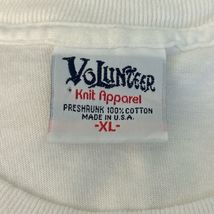 VOLUNTEER
Knit Apparel
PRESHRUNK 100% COTTON
MADE IN U.S.A.
-XL-